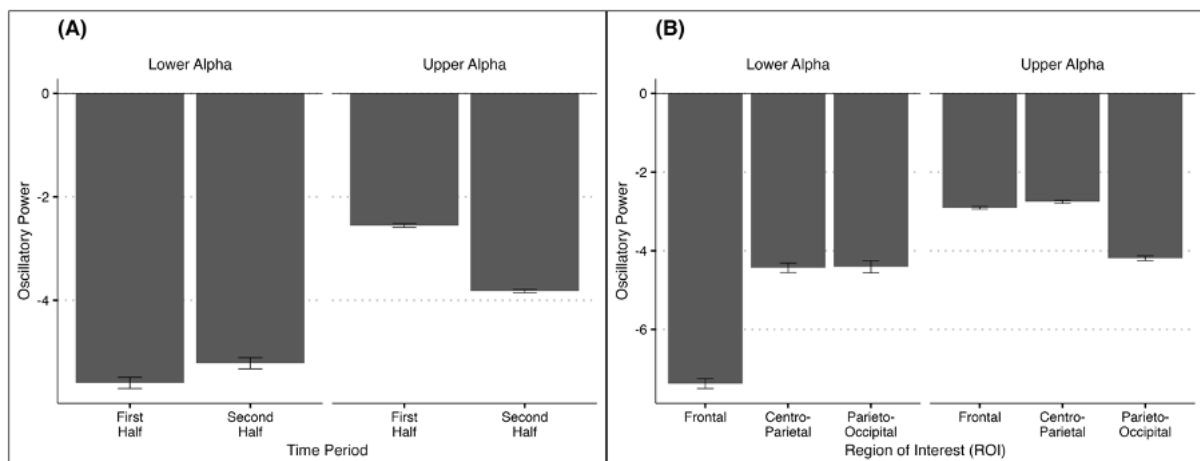 (A)
Lower Alpha
Upper Alpha
0
-2
-4
Oscillatory Power
First
Half
Second
Half
First
Half
Second
Half
Time Period
(B)
Lower Alpha
Upper Alpha
0
-2
-4
-6
Oscillatory Power
Frontal
Centro-
Parietal
Parieto-
Occipital
Frontal
Centro-
Parietal
Parieto-
Occipital
Region of Interest (ROI)